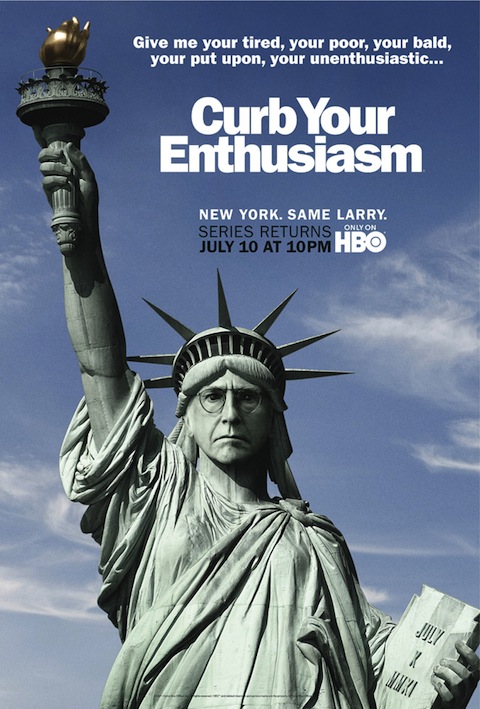 Give me your tired, your poor, your bald,
your put upon, your unenthusiastic...
Curb Your
Enthusiasm
NEW YORK. SAME LARRY.
SERIES RETURNS
JULY 10 AT 10PM
ONLY ON
HBO
JULY
X
MMXI